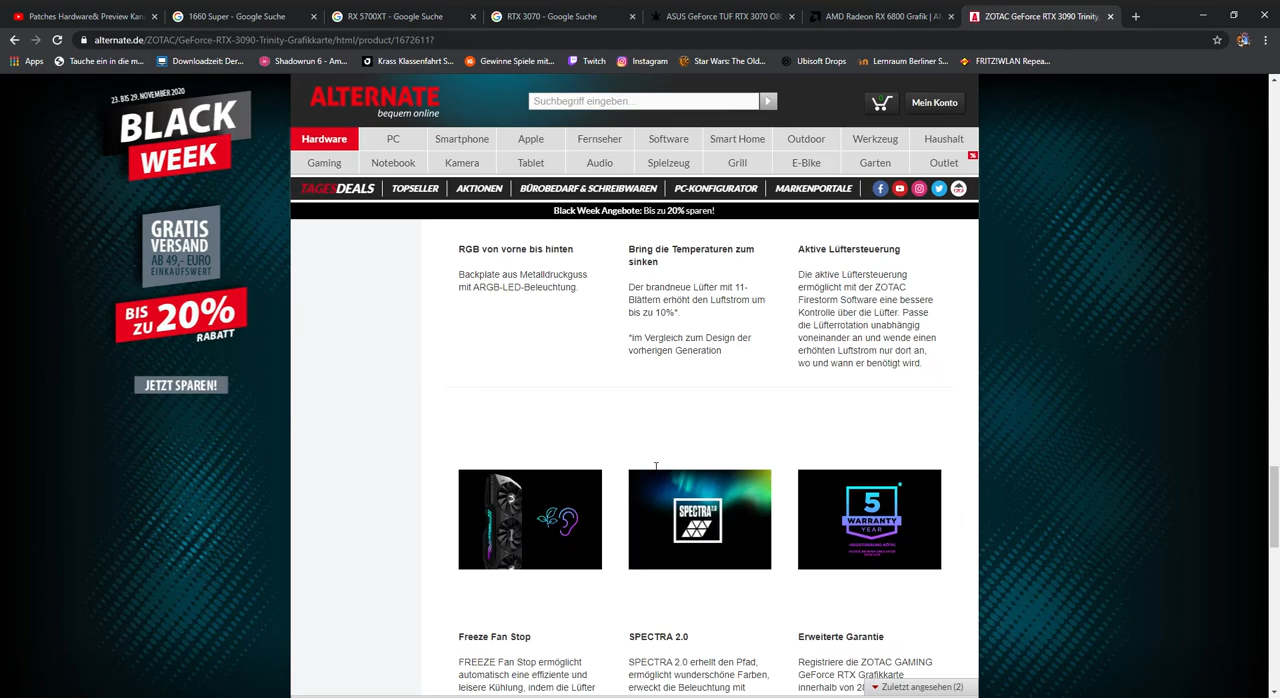 Patches Hardware& Preview Kan
1660 Super - Google Suche
RX 5700XT - Google Suche
RTX 3070 - Google Suche
ASUS GeForce TUF RTX 3070 O8
AMD Radeon RX 6800 Grafik | A
ZOTAC GeForce RTX 3090 Trinity
alternate.de/ZOTAC/GeForce-RTX-3090-Trinity-Grafikkarte/html/product/1672611?
Apps
Tauche ein in die m...
Downloadzeit: Der...
Shadowrun 6 - Am...
Krass Klassenfahrt S...
Gewinne Spiele mit...
Twitch
Instagram
Star Wars: The Old...
Ubisoft Drops
Lernraum Berliner S...
FRITZ!WLAN Repea...
23. BIS 29. NOVEMBER 2020
BLACK
WEEK
GRATIS
VERSAND
AB 49,- EURO
EINKAUFSWERT
BIS
ZU 20%
RABATT
JETZT SPAREN!
ALTERNATE
bequem online
Suchbegriff eingeben...
0
Mein Konto
Hardware PC Smartphone Apple Fernseher Software Smart Home Outdoor Werkzeug Haushalt
Gaming Notebook Kamera Tablet Audio Spielzeug Grill E-Bike Garten Outlet %
TAGESDEALS TOPSELLER AKTIONEN BÜROBEDARF & SCHREIBWAREN PC-KONFIGURATOR MARKENPORTALE
Black Week Angebote: Bis zu 20% sparen!
RGB von vorne bis hinten
Backplate aus Metalldruckguss
mit ARGB-LED-Beleuchtung.
Bring die Temperaturen zum
sinken
Der brandneue Lüfter mit 11-
Blättern erhöht den Luftstrom um
bis zu 10%*.
*im Vergleich zum Design der
vorherigen Generation
Aktive Lüftersteuerung
Die aktive Lüftersteuerung
ermöglicht mit der ZOTAC
Firestorm Software eine bessere
Kontrolle über die Lüfter. Passe
die Lüfterrotation unabhängig
voneinander an und wende einen
erhöhten Luftstrom nur dort an,
wo und wann er benötigt wird.
SPECTRA 2.0
5
WARRANTY
YEAR
Freeze Fan Stop
FREEZE Fan Stop ermöglicht
automatisch eine effiziente und
leisere Kühlung, indem die Lüfter
SPECTRA 2.0
SPECTRA 2.0 erhellt den Pfad,
ermöglicht wunderschöne Farben,
erweckt die Beleuchtung mit
Erweiterte Garantie
Registriere die ZOTAC GAMING
GeForce RTX Grafikkarte
innerhalb von 2
Zuletzt angesehen (2)